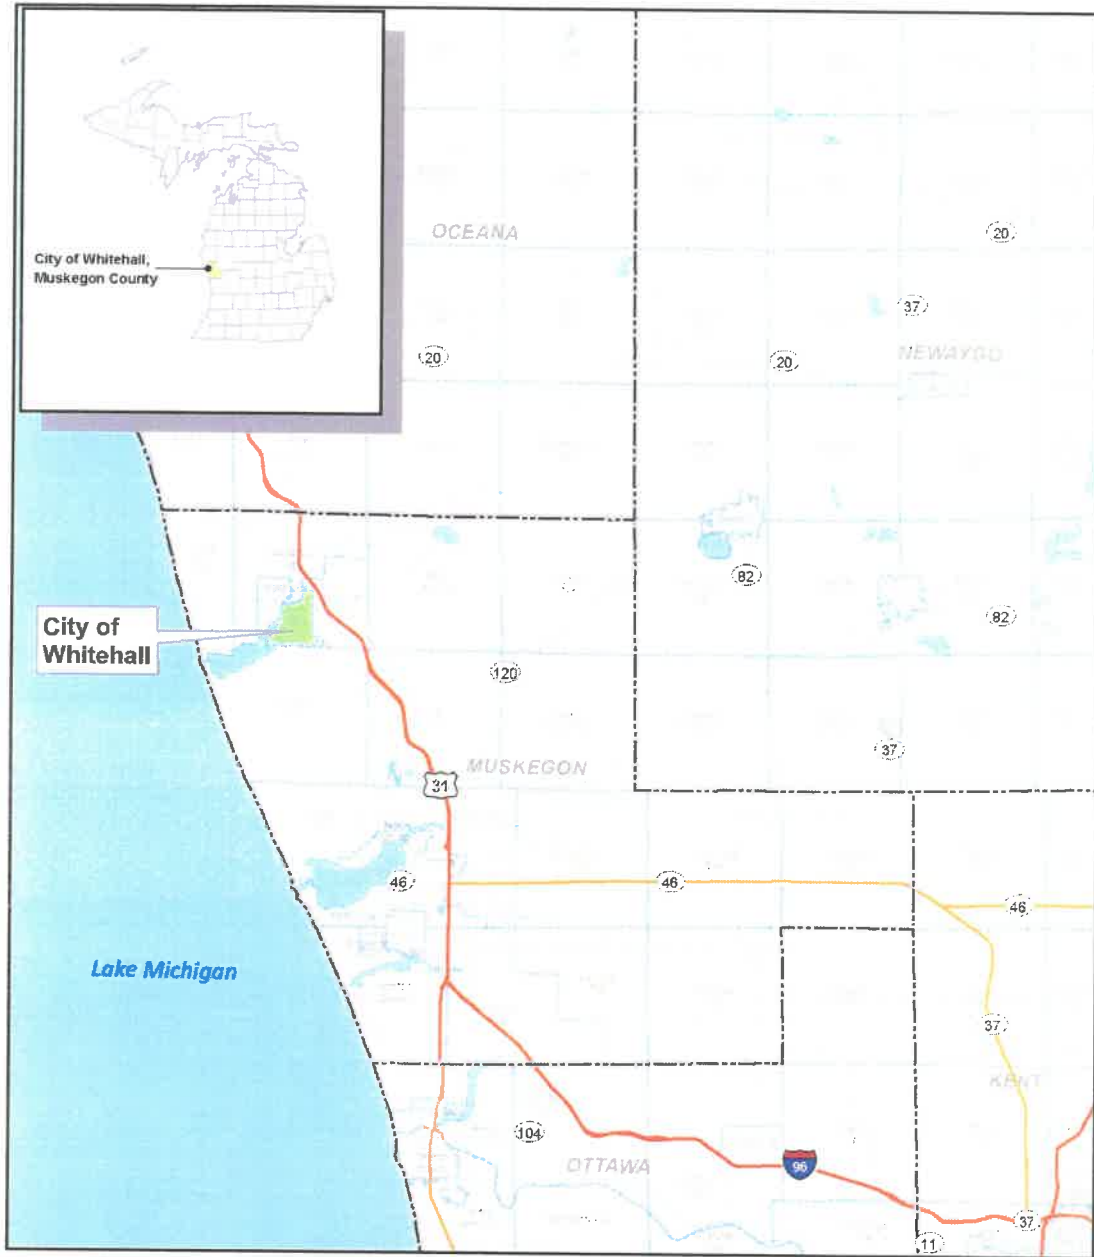 City of Whitehall,
Muskegon County
OCEANA
20
37
20
20
NEWAYGO
82
82
City of
Whitehall
120
37
MUSKEGON
31
46
46
46
Lake Michigan
37
KENT
104
OTTAWA
96
37
11